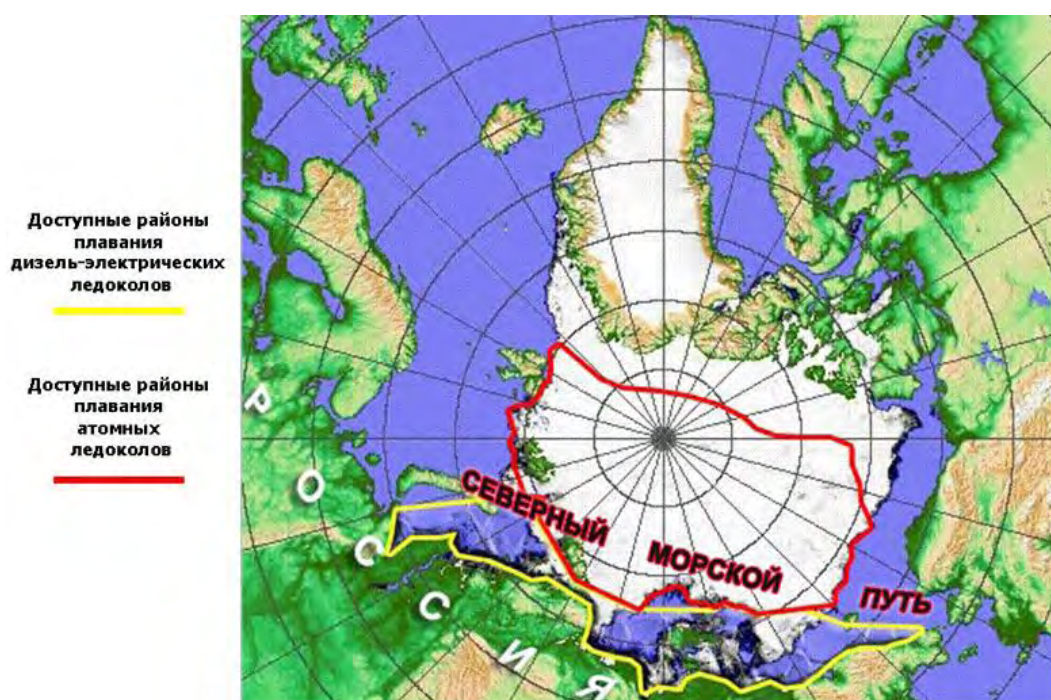 Доступные районы
плавания
дизель-электрических
ледоколов
Доступные районы
плавания
атомных
ледоколов
РОССИЯ
СЕВЕРНЫЙ
МОРСКОЙ
ПУТЬ